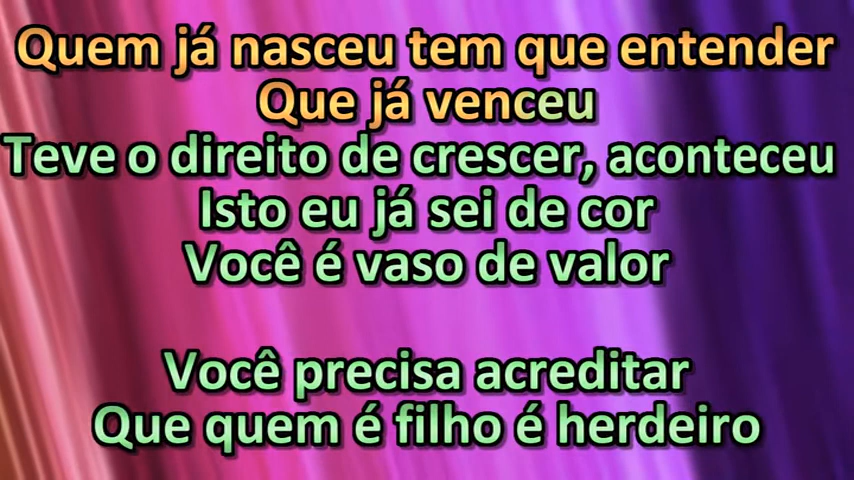 Quem já nasceu tem que entender
Que já venceu
Teve o direito de crescer, aconteceu
Isto eu já sei de cor
Você é vaso de valor
Você precisa acreditar
Que quem é filho é herdeiro